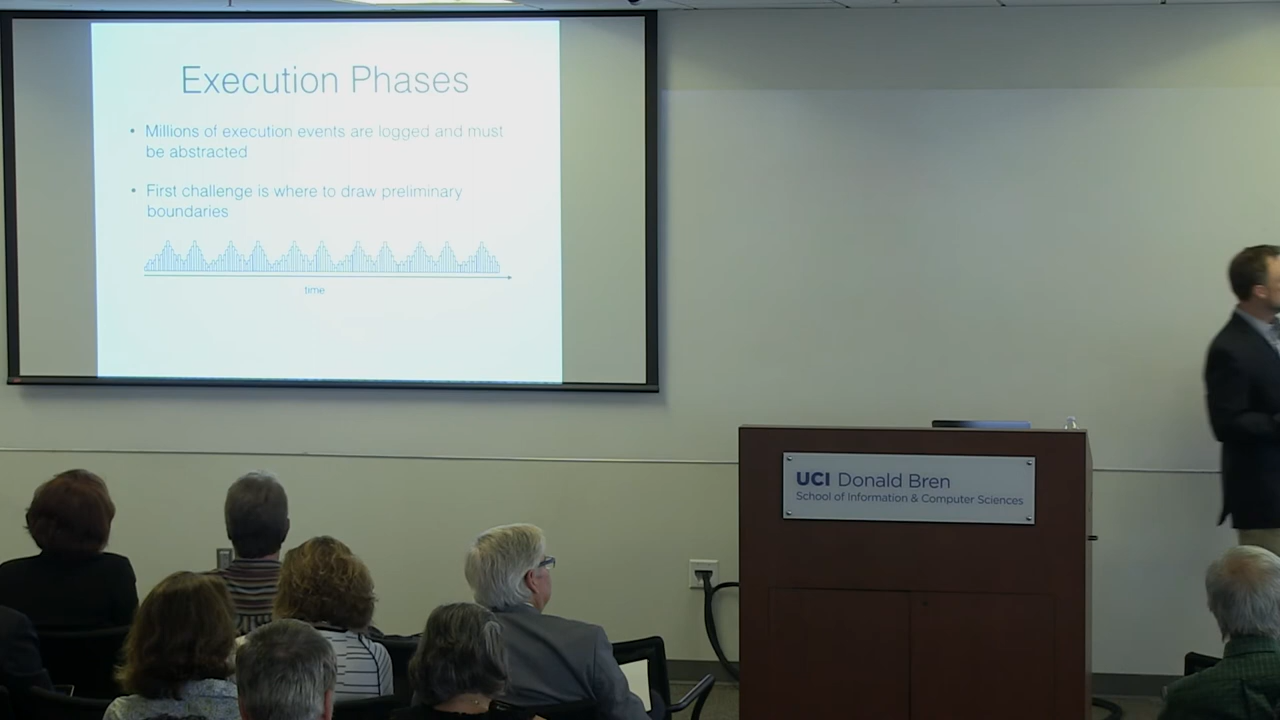 Execution Phases
• Millions of execution events are logged and must
be abstracted
• First challenge is where to draw preliminary
boundaries
time
UCI Donald Bren
School of Information & Computer Sciences